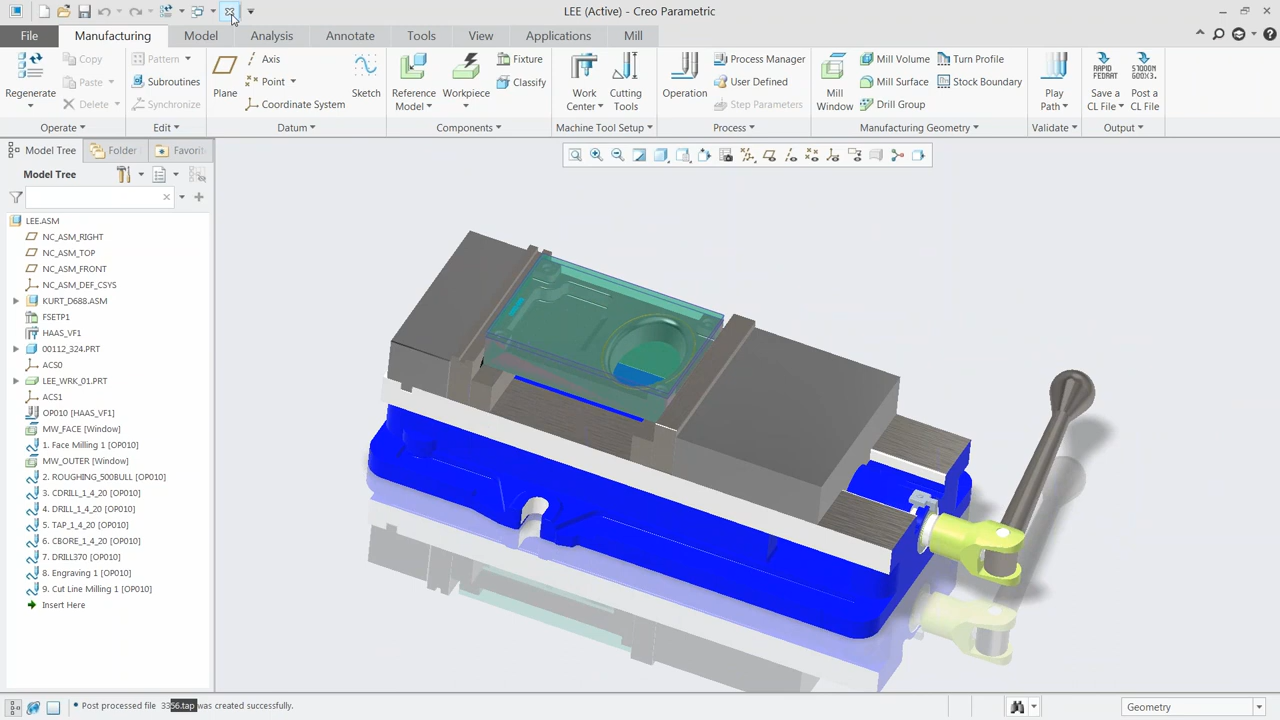 LEE (Active) - Creo Parametric
File Manufacturing Model Analysis Annotate Tools View Applications Mill
Regenerate
Copy
Paste
Delete
Operate
Pattern
Subroutines
Synchronize
Edit
Plane
Axis
Point
Coordinate System
Sketch
Datum
Reference Model
Workpiece
Fixture
Classify
Components
Work Center
Cutting Tools
Machine Tool Setup
Operation
Process Manager
User Defined
Step Parameters
Process
Mill Window
Mill Volume
Mill Surface
Drill Group
Turn Profile
Stock Boundary
Manufacturing Geometry
Play Path
Validate
RAPID FEDRAT
Save a CL File
S1000M G00X3.
Post a CL File
Output
Model Tree Folder Favorit
Model Tree
LEE.ASM
NC_ASM_RIGHT
NC_ASM_TOP
NC_ASM_FRONT
NC_ASM_DEF_CSYS
KURT_D688.ASM
FSETP1
HAAS_VF1
00112_324.PRT
ACS0
LEE_WRK_01.PRT
ACS1
OP010 [HAAS_VF1]
MW_FACE [Window]
1. Face Milling 1 [OP010]
MW_OUTER [Window]
2. ROUGHING_500BULL [OP010]
3. CDRILL_1_4_20 [OP010]
4. DRILL_1_4_20 [OP010]
5. TAP_1_4_20 [OP010]
6. CBORE_1_4_20 [OP010]
7. DRILL370 [OP010]
8. Engraving 1 [OP010]
9. Cut Line Milling 1 [OP010]
Insert Here
Post processed file 3356.tap was created successfully.
Geometry